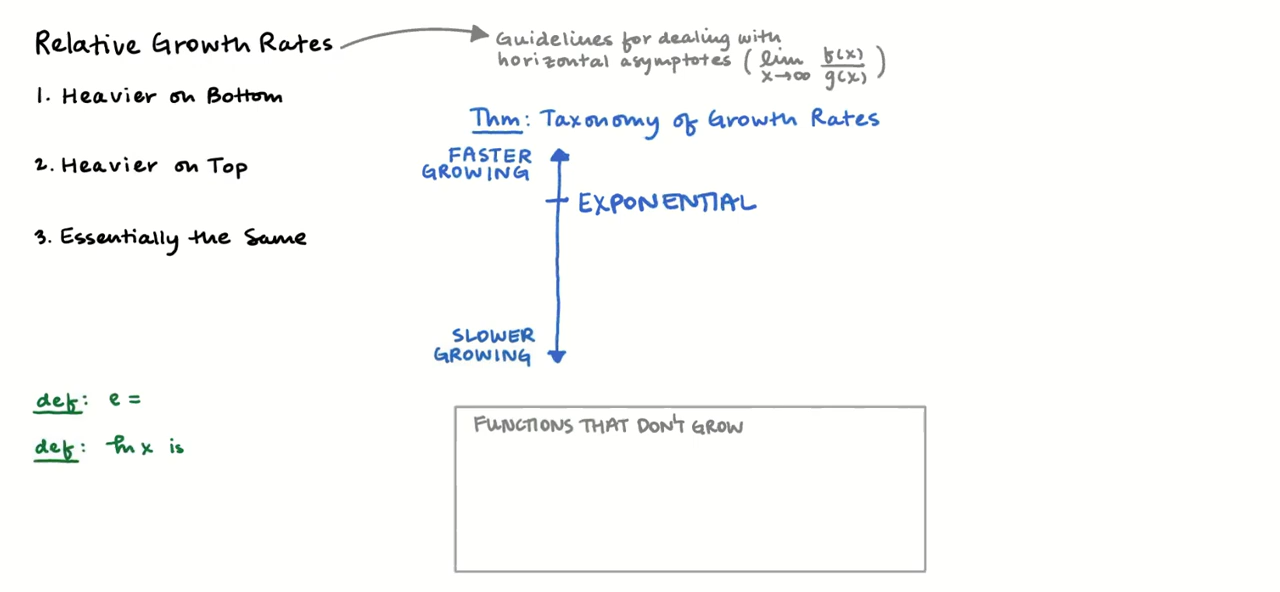 Relative Growth Rates
Guidelines for dealing with
horizontal asymptotes (lim x→∞ f(x)/g(x))
1. Heavier on Bottom
2. Heavier on Top
3. Essentially the Same
Thm: Taxonomy of Growth Rates
FASTER
GROWING
EXPONENTIAL
SLOWER
GROWING
def: e =
def: ln x is
FUNCTIONS THAT DON'T GROW